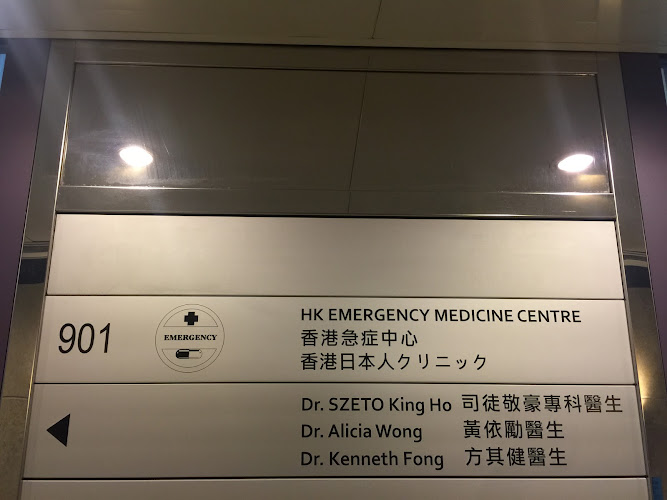 901
EMERGENCY
HK EMERGENCY MEDICINE CENTRE
香港急症中心
香港日本人クリニック
Dr. SZETO King Ho 司徒敬豪專科醫生
Dr. Alicia Wong 黃依勵醫生
Dr. Kenneth Fong 方其健醫生